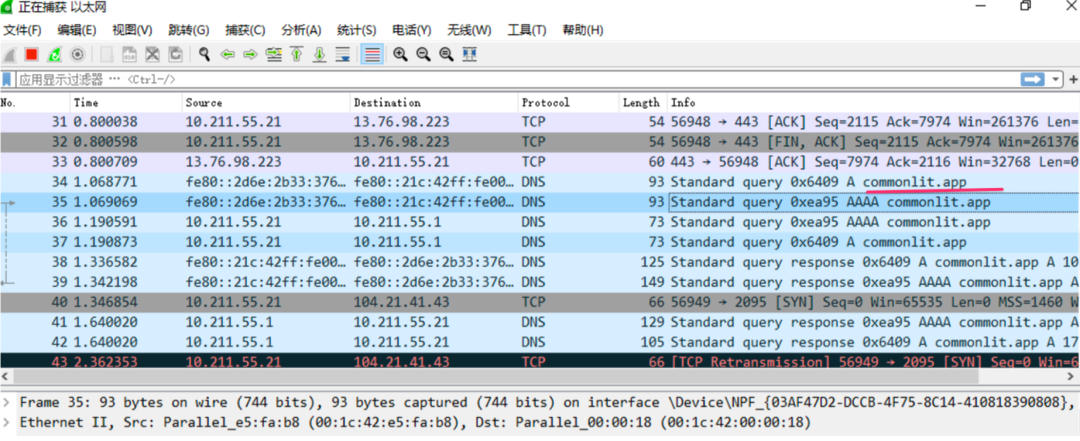 正在捕获 以太网
文件(F) 编辑(E) 视图(V) 跳转(G) 捕获(C) 分析(A) 统计(S) 电话(Y) 无线(W) 工具(T) 帮助(H)
应用显示过滤器 … <Ctrl-/>
No. Time Source Destination Protocol Length Info
31 0.800038 10.211.55.21 13.76.98.223 TCP 54 56948 → 443 [ACK] Seq=2115 Ack=7974 Win=261376 Len=
32 0.800598 10.211.55.21 13.76.98.223 TCP 54 56948 → 443 [FIN, ACK] Seq=2115 Ack=7974 Win=261376
33 0.800709 13.76.98.223 10.211.55.21 TCP 60 443 → 56948 [ACK] Seq=7974 Ack=2116 Win=32768 Len=0
34 1.068771 fe80::2d6e:2b33:376… fe80::21c:42ff:fe00… DNS 93 Standard query 0x6409 A commonlit.app
35 1.069069 fe80::2d6e:2b33:376… fe80::21c:42ff:fe00… DNS 93 Standard query 0xea95 AAAA commonlit.app
36 1.190591 10.211.55.21 10.211.55.1 DNS 73 Standard query 0xea95 AAAA commonlit.app
37 1.190873 10.211.55.21 10.211.55.1 DNS 73 Standard query 0x6409 A commonlit.app
38 1.336582 fe80::21c:42ff:fe00… fe80::2d6e:2b33:376… DNS 125 Standard query response 0x6409 A commonlit.app A 10
39 1.342198 fe80::21c:42ff:fe00… fe80::2d6e:2b33:376… DNS 149 Standard query response 0xea95 AAAA commonlit.app
40 1.346854 10.211.55.21 104.21.41.43 TCP 66 56949 → 2095 [SYN] Seq=0 Win=65535 Len=0 MSS=1460 W
41 1.640020 10.211.55.1 10.211.55.21 DNS 129 Standard query response 0xea95 AAAA commonlit.app A
42 1.640020 10.211.55.1 10.211.55.21 DNS 105 Standard query response 0x6409 A commonlit.app A 17
43 2.362353 10.211.55.21 104.21.41.43 TCP 66 [TCP Retransmission] 56949 → 2095 [SYN] Seq=0 Win=6
Frame 35: 93 bytes on wire (744 bits), 93 bytes captured (744 bits) on interface \Device\NPF_{03AF47D2-DCCB-4F75-8C14-410818390808},
Ethernet II, Src: Parallel_e5:fa:b8 (00:1c:42:e5:fa:b8), Dst: Parallel_00:00:18 (00:1c:42:00:00:18)